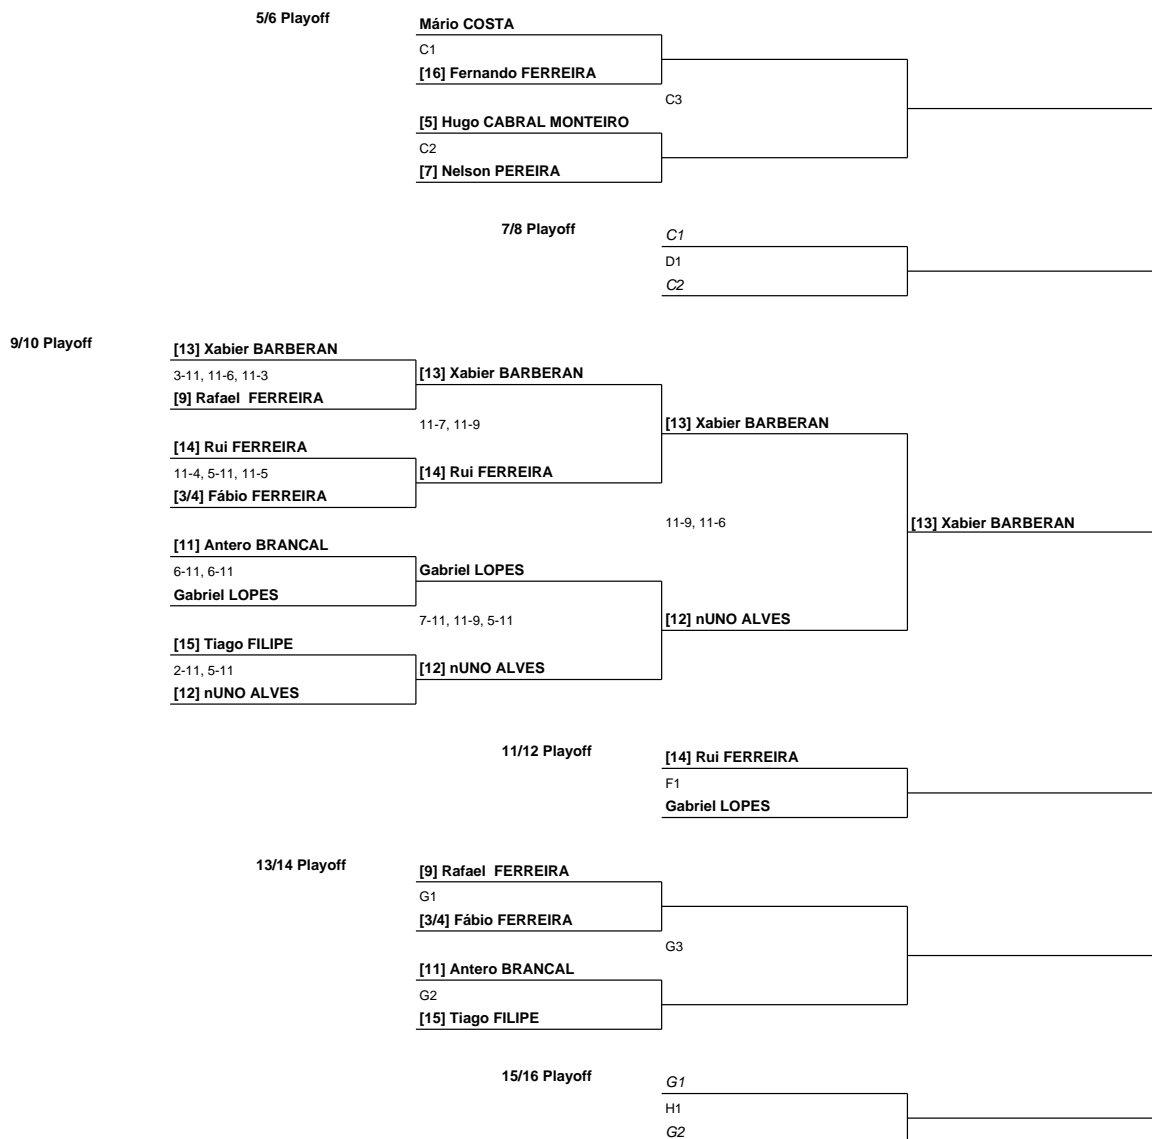 5/6 Playoff
Mário COSTA
C1
[16] Fernando FERREIRA
C3
[5] Hugo CABRAL MONTEIRO
C2
[7] Nelson PEREIRA
7/8 Playoff
C1
D1
C2
9/10 Playoff
[13] Xabier BARBERAN
3-11, 11-6, 11-3
[13] Xabier BARBERAN
[9] Rafael  FERREIRA
11-7, 11-9
[13] Xabier BARBERAN
[14] Rui FERREIRA
11-4, 5-11, 11-5
[14] Rui FERREIRA
[3/4] Fábio FERREIRA
11-9, 11-6
[13] Xabier BARBERAN
[11] Antero BRANCAL
6-11, 6-11
Gabriel LOPES
Gabriel LOPES
7-11, 11-9, 5-11
[12] nUNO ALVES
[15] Tiago FILIPE
2-11, 5-11
[12] nUNO ALVES
[12] nUNO ALVES
11/12 Playoff
[14] Rui FERREIRA
F1
Gabriel LOPES
13/14 Playoff
[9] Rafael  FERREIRA
G1
[3/4] Fábio FERREIRA
G3
[11] Antero BRANCAL
G2
[15] Tiago FILIPE
15/16 Playoff
G1
H1
G2